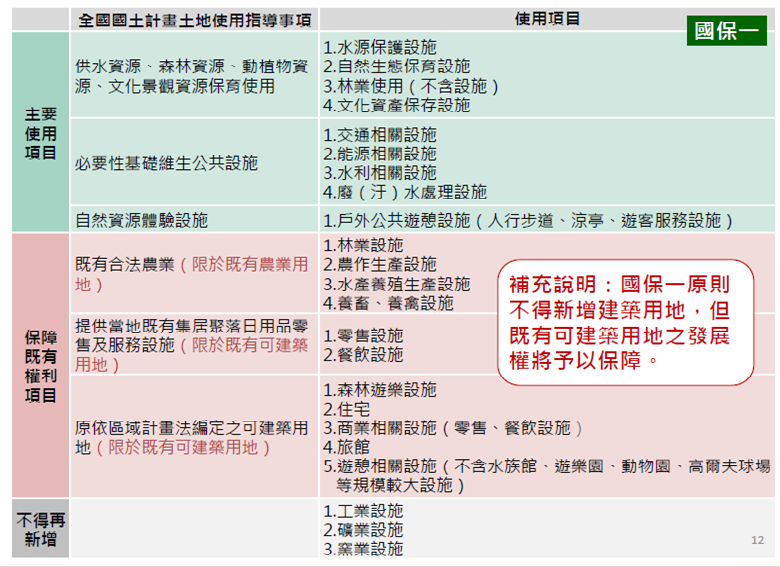 全國國土計畫土地使用指導事項
使用項目
國保一
主要
使用
項目
供水資源、森林資源、動植物資
源、文化景觀資源保育使用
1.水源保護設施
2.自然生態保育設施
3.林業使用（不含設施）
4.文化資產保存設施
必要性基礎維生公共設施
1.交通相關設施
2.能源相關設施
3.水利相關設施
4.廢（汙）水處理設施
自然資源體驗設施
1.戶外公共遊憩設施（人行步道、涼亭、遊客服務設施）
保障
既有
權利
項目
既有合法農業（限於既有農業用
地）
1.林業設施
2.農作生產設施
3.水產養殖生產設施
4.養畜、養禽設施
提供當地既有集居聚落日用品零
售及服務設施（限於既有可建築
用地）
1.零售設施
2.餐飲設施
原依區域計畫法編定之可建築用
地（限於既有可建築用地）
1.森林遊樂設施
2.住宅
3.商業相關設施（零售、餐飲設施）
4.旅館
5.遊憩相關設施（不含水族館、遊樂園、動物園、高爾夫球場
等規模較大設施）
補充說明：國保一原則
不得新增建築用地，但
既有可建築用地之發展
權將予以保障。
不得再
新增
1.工業設施
2.礦業設施
3.窯業設施
12